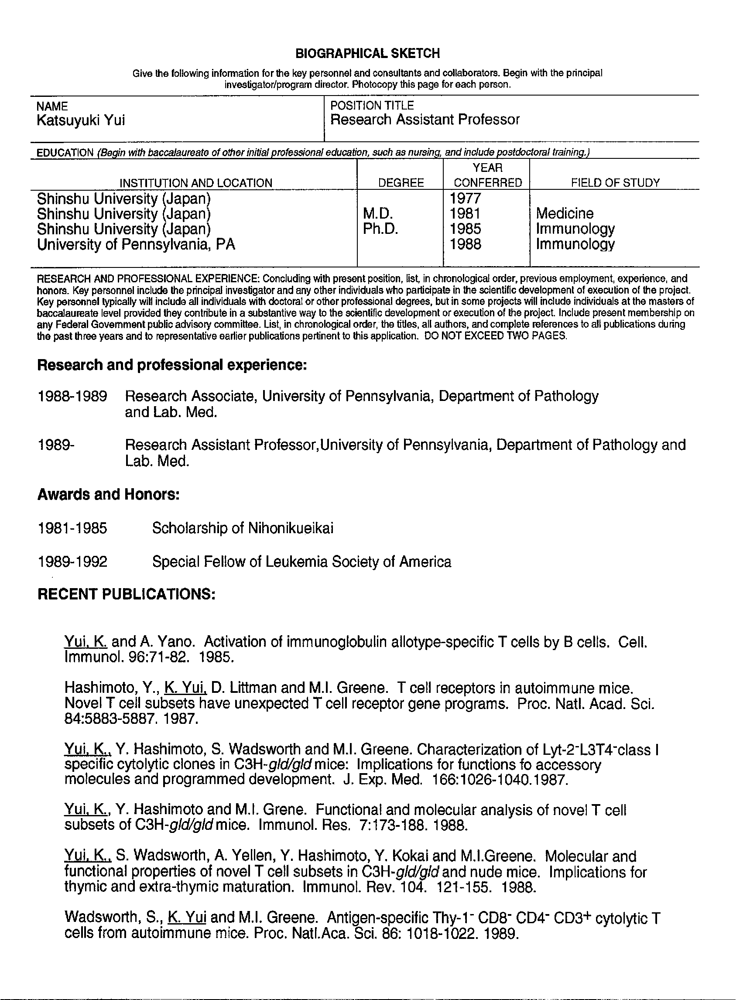 BIOGRAPHICAL SKETCH
Give the following information for the key personnel and consultants and collaborators. Begin with the principal
investigator/program director. Photocopy this page for each person.
NAME
Katsuyuki Yui
POSITION TITLE
Research Assistant Professor
EDUCATION (Begin with baccalaureate of other initial professional education, such as nursing, and include postdoctoral training.)
INSTITUTION AND LOCATION DEGREE YEAR CONFERRED FIELD OF STUDY
Shinshu University (Japan) 1977
Shinshu University (Japan) M.D. 1981 Medicine
Shinshu University (Japan) Ph.D. 1985 Immunology
University of Pennsylvania, PA 1988 Immunology
RESEARCH AND PROFESSIONAL EXPERIENCE: Concluding with present position, list, in chronological order, previous employment, experience, and
honors. Key personnel include the principal investigator and any other individuals who participate in the scientific development of execution of the project.
Key personnel typically will include all individuals with doctoral or other professional degrees, but in some projects will include individuals at the masters of
baccalaureate level provided they contribute in a substantive way to the scientific development or execution of the project. Include present membership on
any Federal Government public advisory committee. List, in chronological order, the titles, all authors, and complete references to all publications during
the past three years and to representative earlier publications pertinent to this application. DO NOT EXCEED TWO PAGES.
Research and professional experience:
1988-1989 Research Associate, University of Pennsylvania, Department of Pathology
and Lab. Med.
1989- Research Assistant Professor,University of Pennsylvania, Department of Pathology and
Lab. Med.
Awards and Honors:
1981-1985 Scholarship of Nihonikueikai
1989-1992 Special Fellow of Leukemia Society of America
RECENT PUBLICATIONS:
Yui, K. and A. Yano. Activation of immunoglobulin allotype-specific T cells by B cells. Cell.
Immunol. 96:71-82. 1985.
Hashimoto, Y., K. Yui, D. Littman and M.I. Greene. T cell receptors in autoimmune mice.
Novel T cell subsets have unexpected T cell receptor gene programs. Proc. Natl. Acad. Sci.
84:5883-5887. 1987.
Yui, K., Y. Hashimoto, S. Wadsworth and M.I. Greene. Characterization of Lyt-2⁻L3T4⁻class I
specific cytolytic clones in C3H-gld/gld mice: Implications for functions fo accessory
molecules and programmed development. J. Exp. Med. 166:1026-1040.1987.
Yui, K., Y. Hashimoto and M.I. Grene. Functional and molecular analysis of novel T cell
subsets of C3H-gld/gld mice. Immunol. Res. 7:173-188. 1988.
Yui, K., S. Wadsworth, A. Yellen, Y. Hashimoto, Y. Kokai and M.I.Greene. Molecular and
functional properties of novel T cell subsets in C3H-gld/gld and nude mice. Implications for
thymic and extra-thymic maturation. Immunol. Rev. 104. 121-155. 1988.
Wadsworth, S., K. Yui and M.I. Greene. Antigen-specific Thy-1⁻ CD8⁻ CD4⁻ CD3⁺ cytolytic T
cells from autoimmune mice. Proc. Natl.Aca. Sci. 86: 1018-1022. 1989.